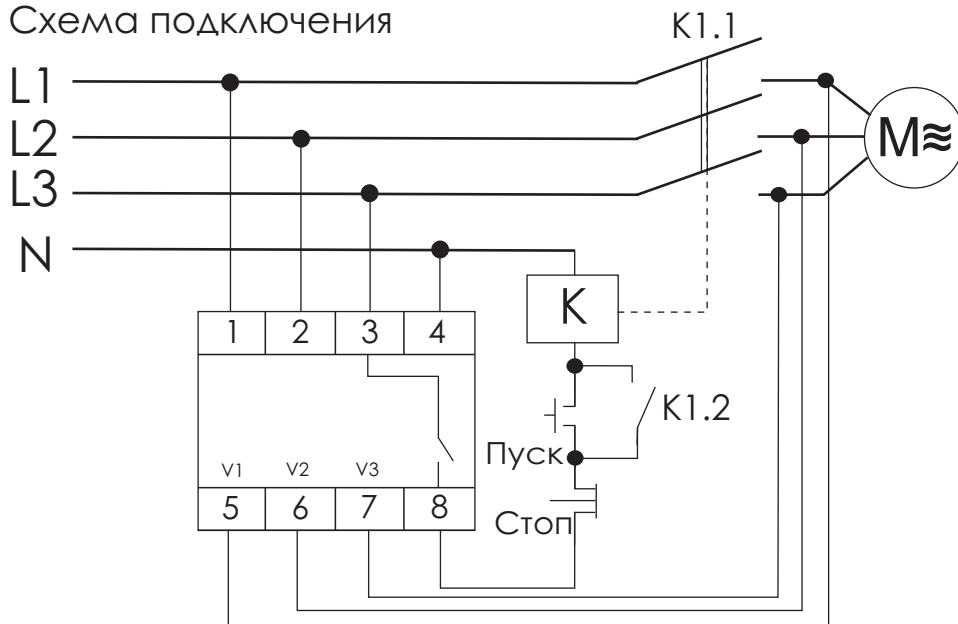 Схема подключения
K1.1
L1
L2
L3
N
M≋
K
1 2 3 4
K1.2
Пуск
V1 V2 V3
5 6 7 8
Стоп